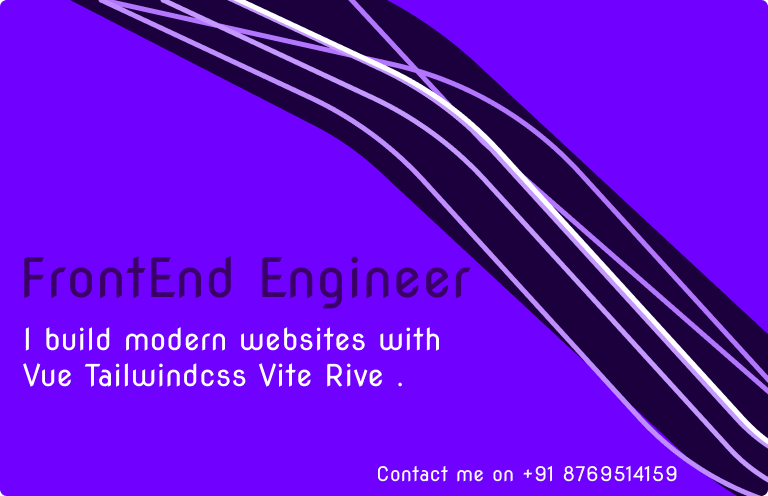 FrontEnd Engineer
I build modern websites with
Vue Tailwindcss Vite Rive .
Contact me on +91 8769514159